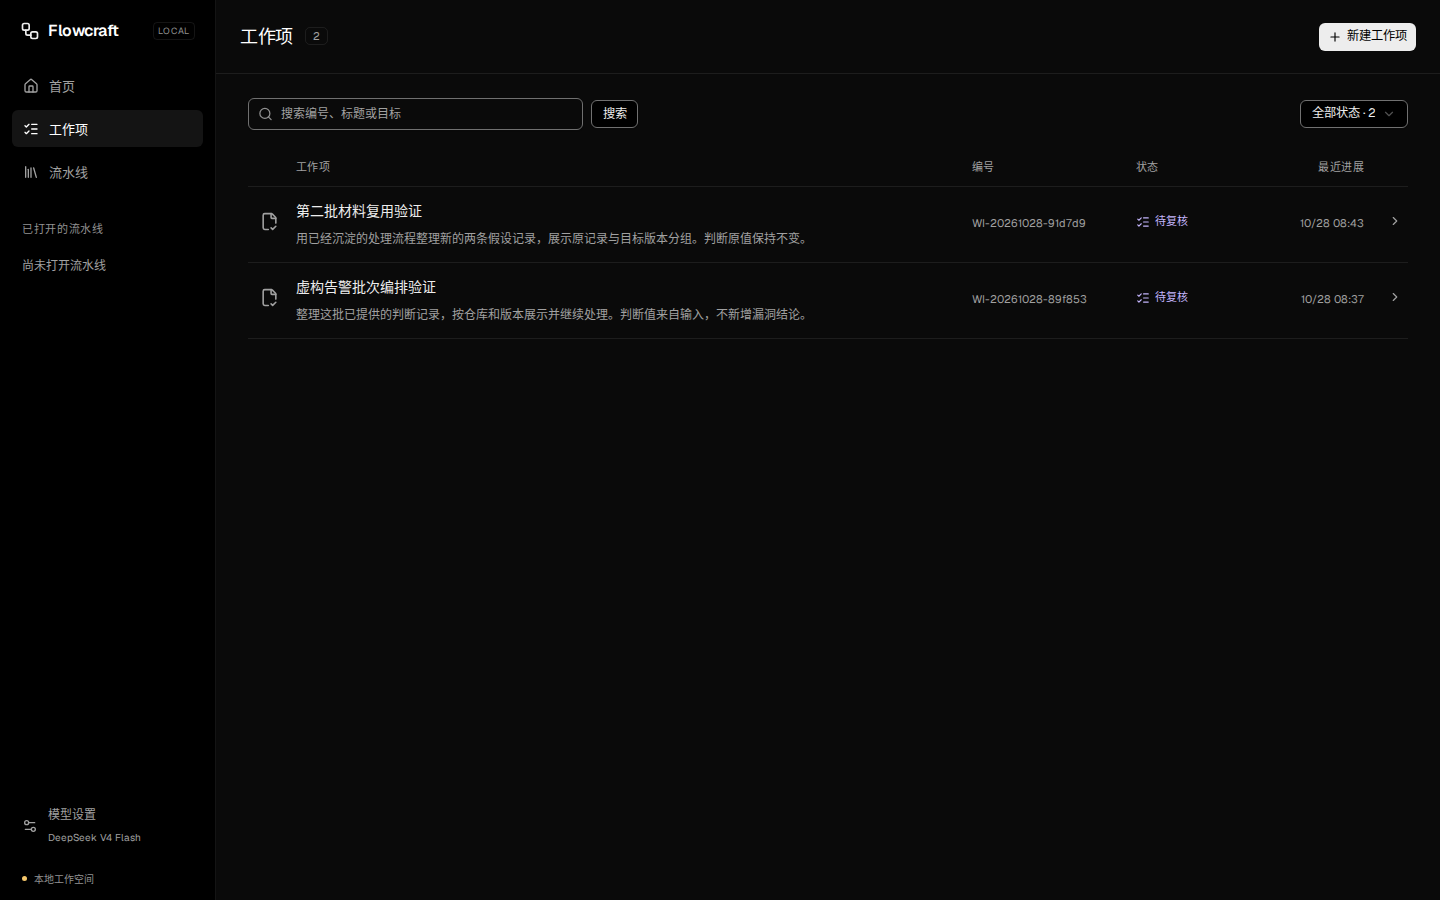 Flowcraft LOCAL
首页
工作项
流水线
已打开的流水线
尚未打开流水线
模型设置
DeepSeek V4 Flash
本地工作空间
工作项 2
新建工作项
搜索编号、标题或目标 搜索
全部状态 · 2
工作项 编号 状态 最近进展
第二批材料复用验证
用已经沉淀的处理流程整理新的两条假设记录，展示原记录与目标版本分组。判断原值保持不变。
WI-20261028-91d7d9 待复核 10/28 08:43
虚构告警批次编排验证
整理这批已提供的判断记录，按仓库和版本展示并继续处理。判断值来自输入，不新增漏洞结论。
WI-20261028-89f853 待复核 10/28 08:37